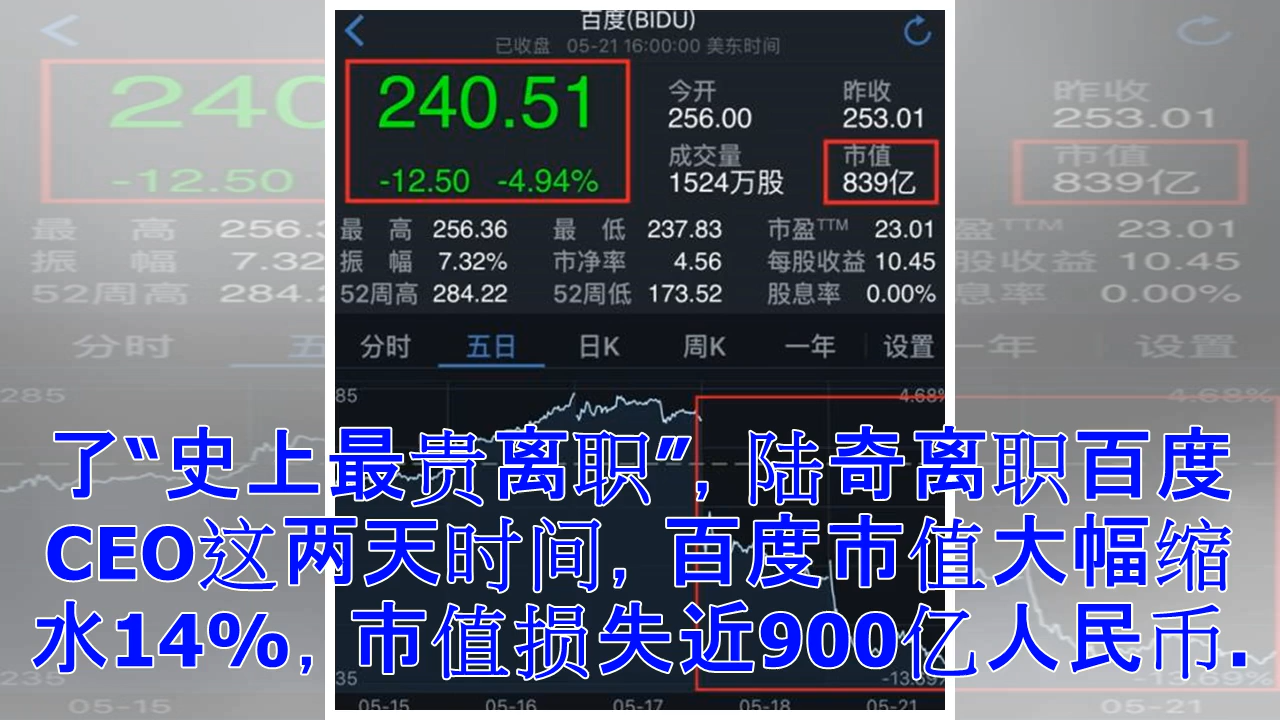 百度(BIDU)
已收盘 05-21 16:00:00 美东时间
240.51
-12.50 -4.94%
今开 昨收
256.00 253.01
成交量 市值
1524万股 839亿
最高 256.36 最低 237.83 市盈TTM 23.01
振幅 7.32% 市净率 4.56 每股收益 10.45
52周高 284.22 52周低 173.52 股息率 0.00%
分时 五日 日K 周K 一年 设置
85 4.68%
了“史上最贵离职”，陆奇离职百度
CEO这两天时间，百度市值大幅缩
水14%，市值损失近900亿人民币.
35 -13.69%
05-15 05-16 05-17 05-18 05-21